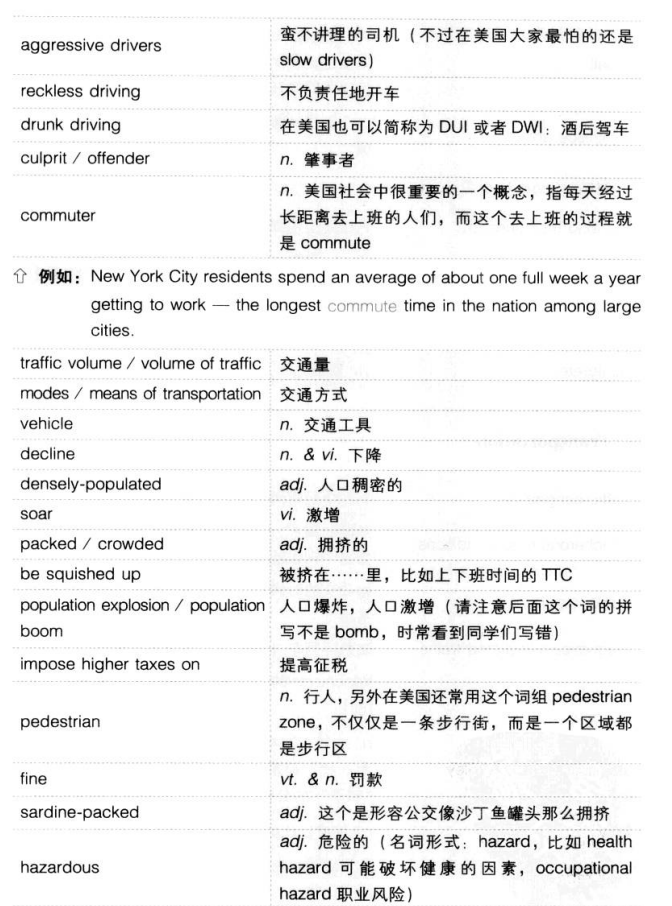 aggressive drivers
蛮不讲理的司机（不过在美国大家最怕的还是
slow drivers）
reckless driving
不负责任地开车
drunk driving
在美国也可以简称为 DUI 或者 DWI：酒后驾车
culprit / offender
n. 肇事者
commuter
n. 美国社会中很重要的一个概念，指每天经过
长距离去上班的人们，而这个去上班的过程就
是 commute
⇧ 例如：New York City residents spend an average of about one full week a year
getting to work — the longest commute time in the nation among large
cities.
traffic volume / volume of traffic
交通量
modes / means of transportation
交通方式
vehicle
n. 交通工具
decline
n. & vi. 下降
densely-populated
adj. 人口稠密的
soar
vi. 激增
packed / crowded
adj. 拥挤的
be squished up
被挤在……里，比如上下班时间的 TTC
population explosion / population
boom
人口爆炸，人口激增（请注意后面这个词的拼
写不是 bomb，时常看到同学们写错）
impose higher taxes on
提高征税
pedestrian
n. 行人，另外在美国还常用这个词组 pedestrian
zone，不仅仅是一条步行街，而是一个区域都
是步行区
fine
vt. & n. 罚款
sardine-packed
adj. 这个是形容公交像沙丁鱼罐头那么拥挤
hazardous
adj. 危险的（名词形式：hazard，比如 health
hazard 可能破坏健康的因素，occupational
hazard 职业风险）